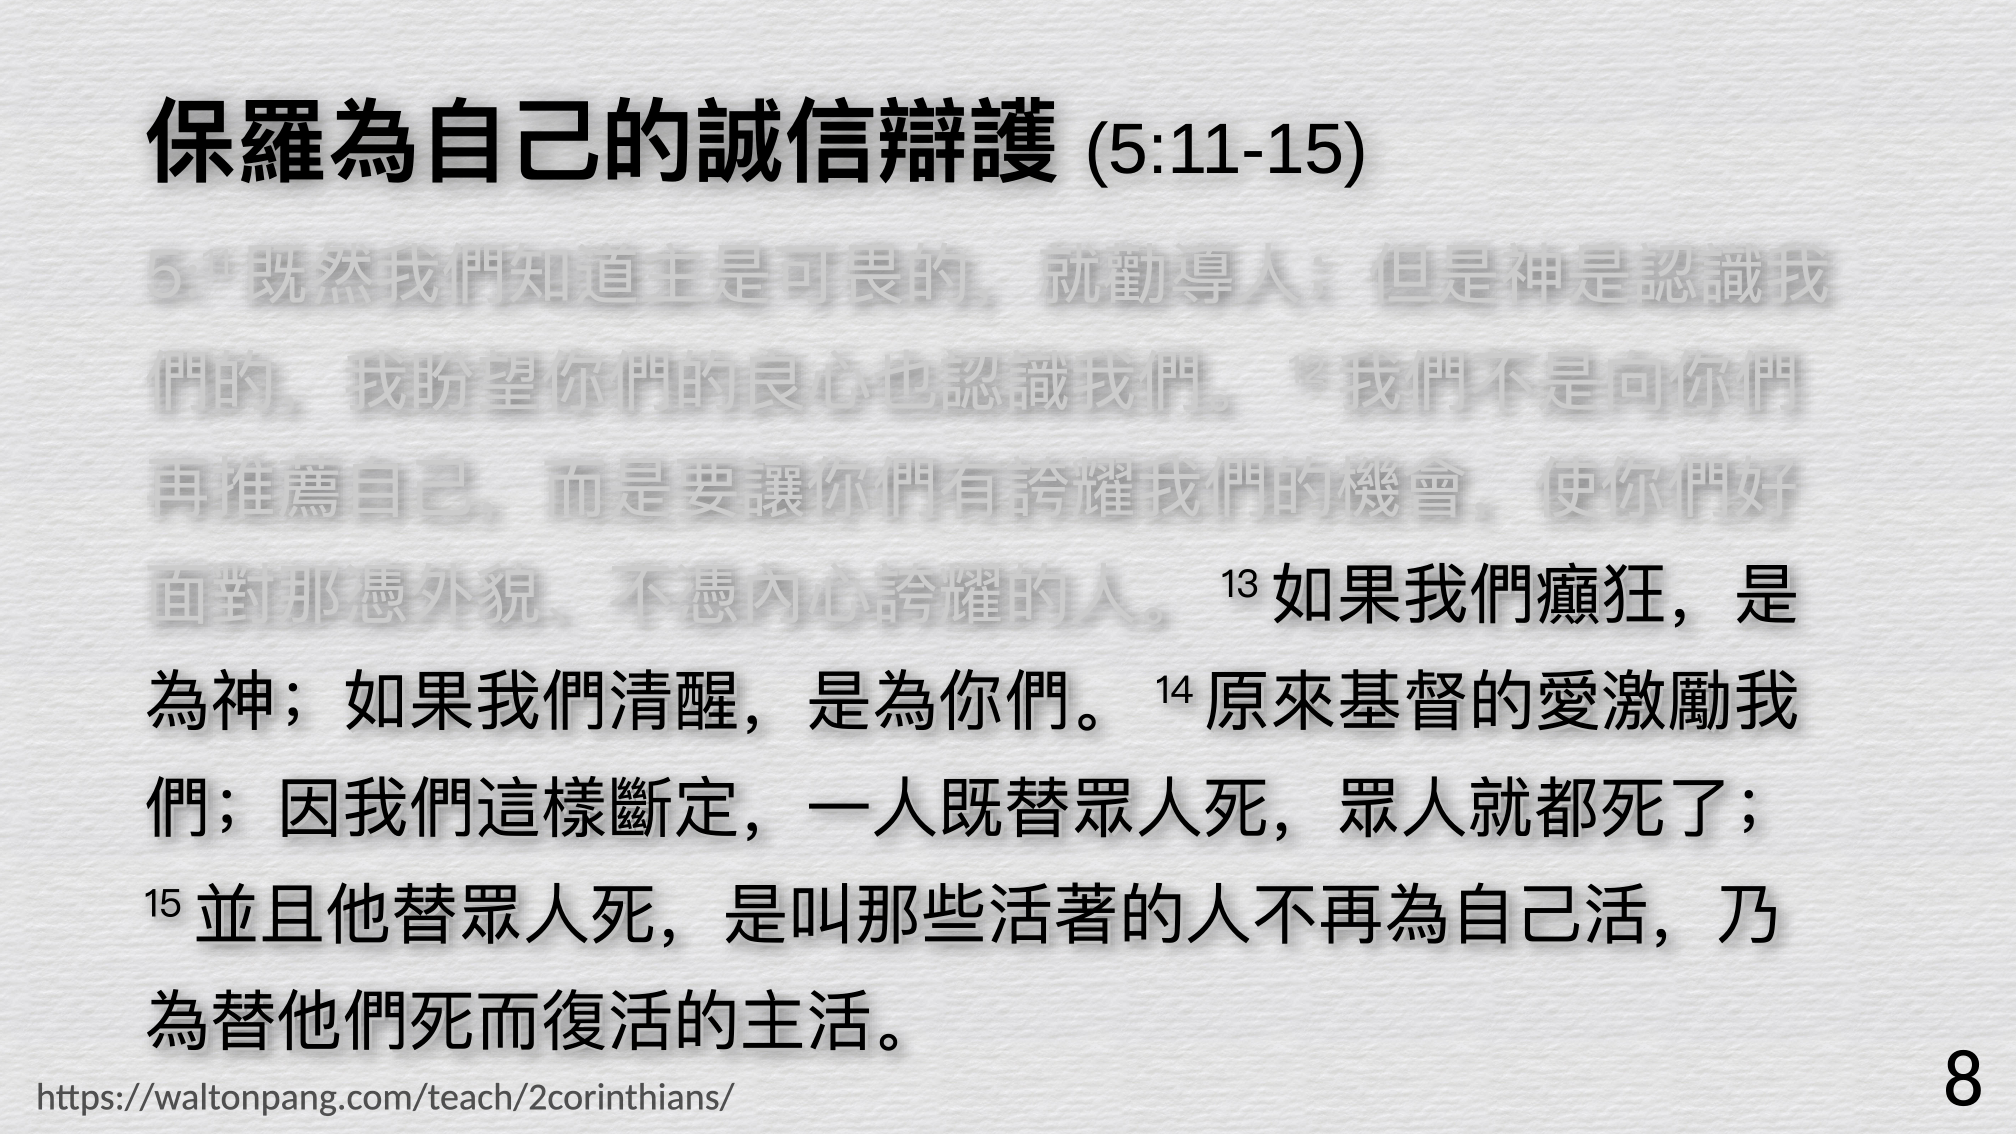 保羅為自己的誠信辯護 (5:11-15)
5:11 既然我們知道主是可畏的，就勸導人；但是神是認識我
們的，我盼望你們的良心也認識我們。 12 我們不是向你們
再推薦自己，而是要讓你們有誇耀我們的機會，使你們好
面對那憑外貌、不憑內心誇耀的人。 13 如果我們癲狂，是
為神；如果我們清醒，是為你們。 14 原來基督的愛激勵我
們；因我們這樣斷定，一人既替眾人死，眾人就都死了；
15 並且他替眾人死，是叫那些活著的人不再為自己活，乃
為替他們死而復活的主活。
https://waltonpang.com/teach/2corinthians/
8